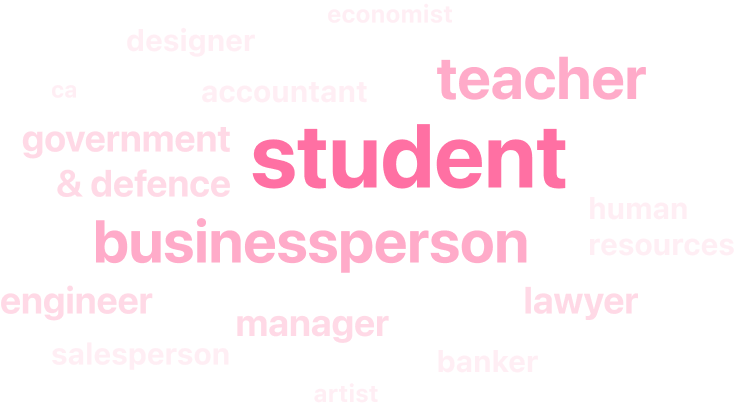 economist
designer
teacher
ca
accountant
government
& defence
student
human
resources
businessperson
engineer
lawyer
manager
salesperson
banker
artist